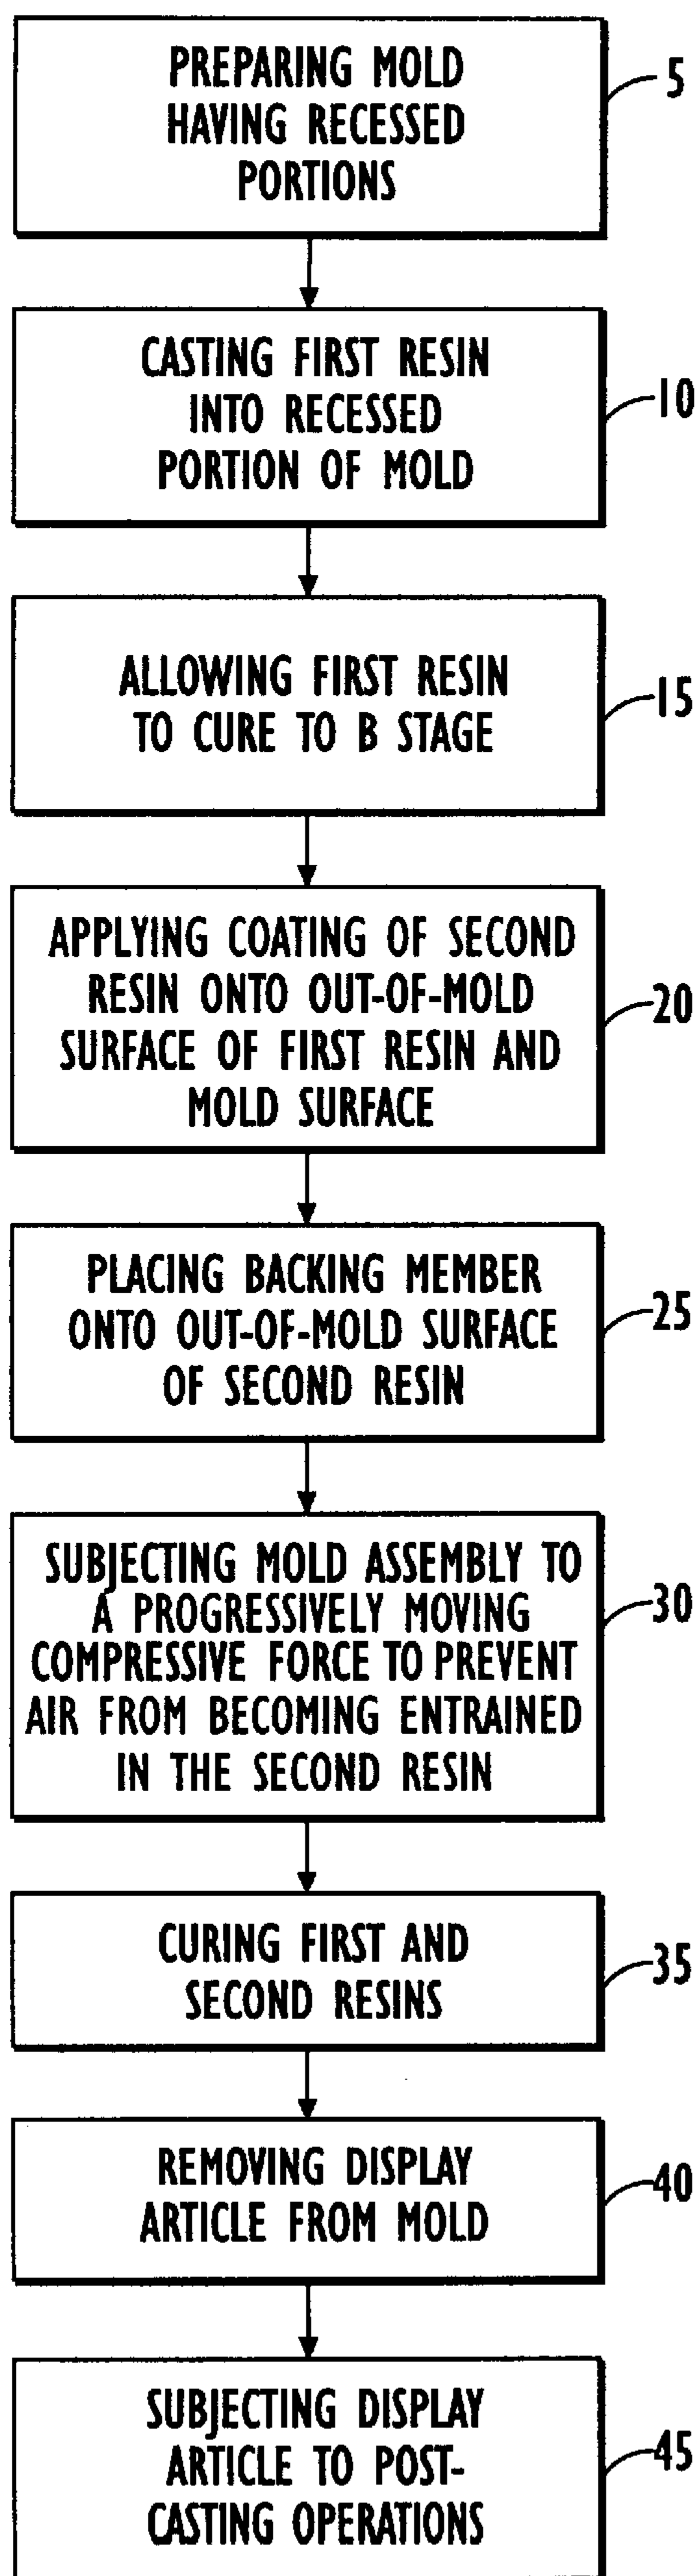 PREPARING MOLD
HAVING RECESSED
PORTIONS
5
CASTING FIRST RESIN
INTO RECESSED
PORTION OF MOLD
10
ALLOWING FIRST RESIN
TO CURE TO B STAGE
15
APPLYING COATING OF SECOND
RESIN ONTO OUT-OF-MOLD
SURFACE OF FIRST RESIN AND
MOLD SURFACE
20
PLACING BACKING MEMBER
ONTO OUT-OF-MOLD SURFACE
OF SECOND RESIN
25
SUBJECTING MOLD ASSEMBLY TO
A PROGRESSIVELY MOVING
COMPRESSIVE FORCE TO PREVENT
AIR FROM BECOMING ENTRAINED
IN THE SECOND RESIN
30
CURING FIRST AND
SECOND RESINS
35
REMOVING DISPLAY
ARTICLE FROM MOLD
40
SUBJECTING DISPLAY
ARTICLE TO POST-
CASTING OPERATIONS
45